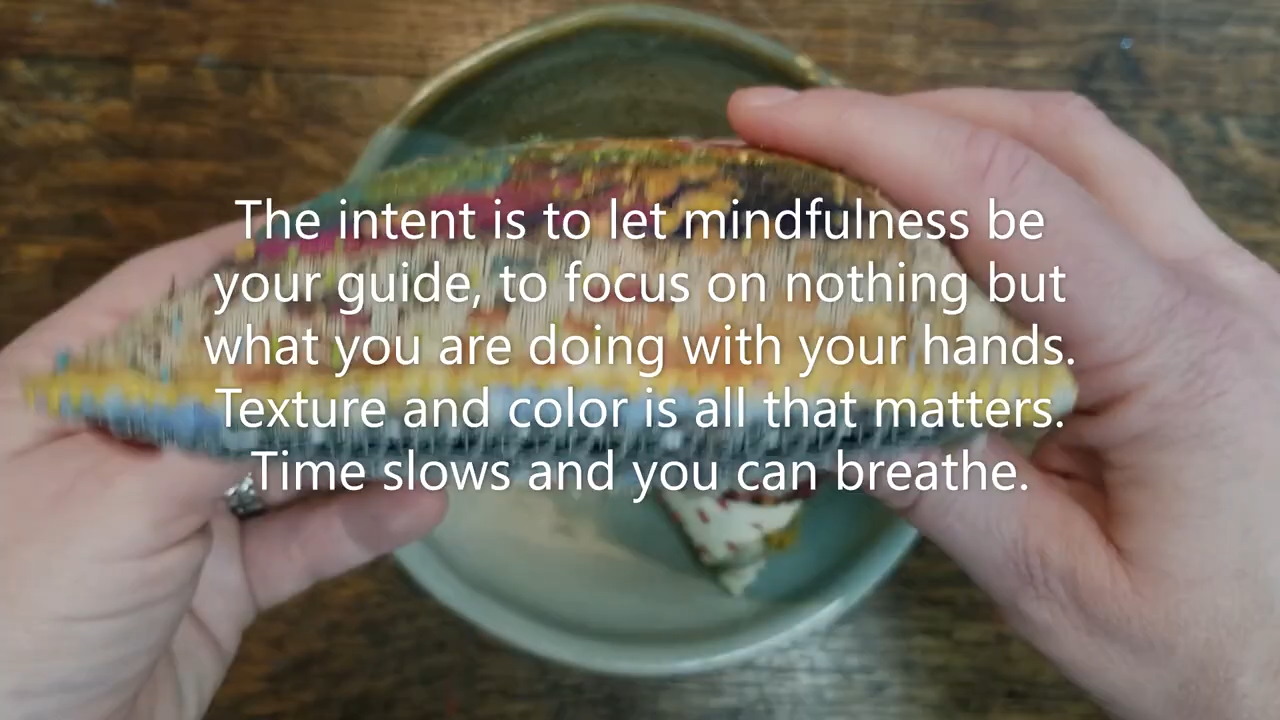 The intent is to let mindfulness be
your guide, to focus on nothing but
what you are doing with your hands.
Texture and color is all that matters.
Time slows and you can breathe.